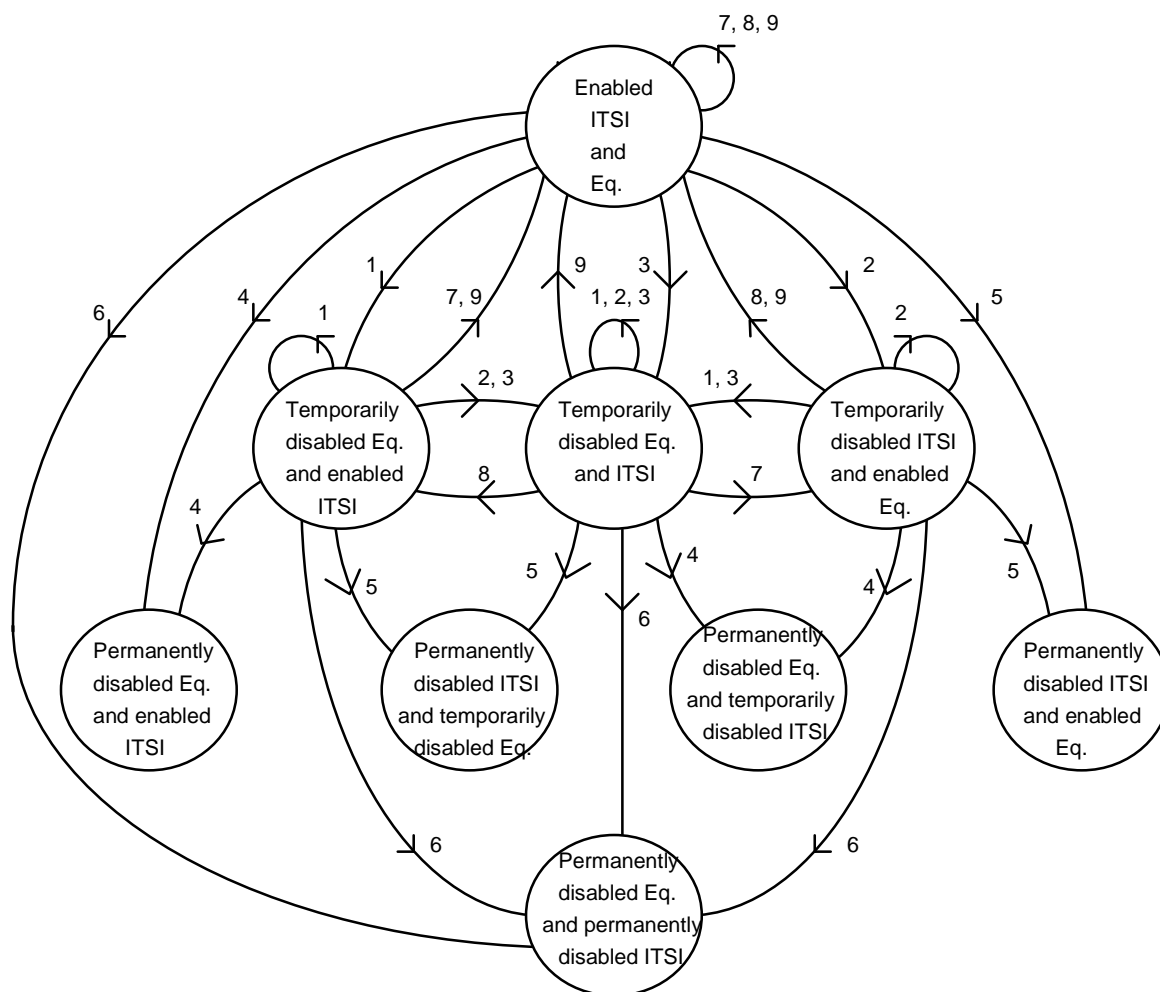 7, 8, 9
Enabled
ITSI
and
Eq.
6
4
1
7, 9
9
3
8, 9
2
5
1
1, 2, 3
2
2, 3
1, 3
Temporarily
disabled Eq.
and enabled
ITSI
Temporarily
disabled Eq.
and ITSI
Temporarily
disabled ITSI
and enabled
Eq.
8
7
4
5
5
6
4
4
5
Permanently
disabled Eq.
and enabled
ITSI
Permanently
disabled ITSI
and temporarily
disabled Eq.
Permanently
disabled Eq.
and temporarily
disabled ITSI
Permanently
disabled ITSI
and enabled
Eq.
6
6
Permanently
disabled Eq.
and permanently
disabled ITSI